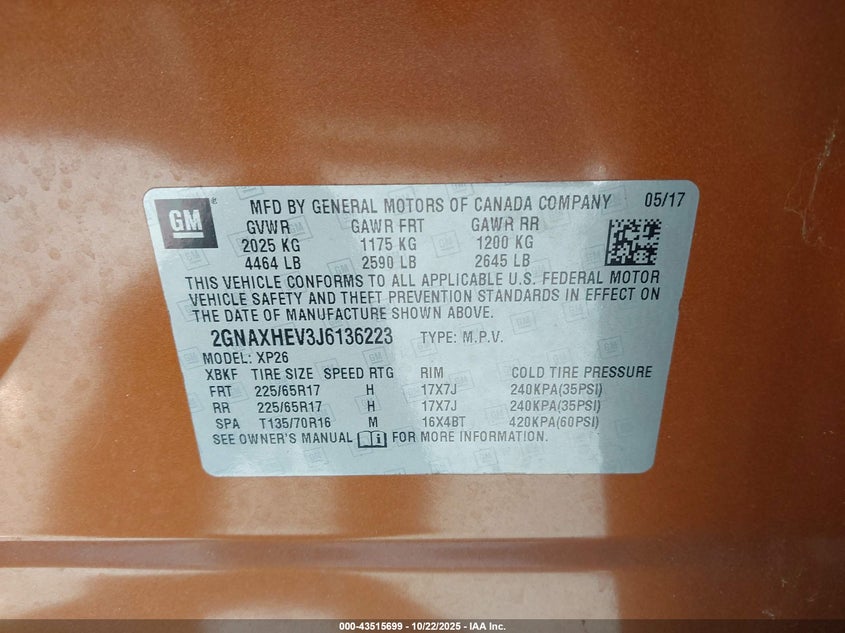 GM ®
MFD BY GENERAL MOTORS OF CANADA COMPANY 05/17
GVWR GAWR FRT GAWR RR
2025 KG 1175 KG 1200 KG
4464 LB 2590 LB 2645 LB
THIS VEHICLE CONFORMS TO ALL APPLICABLE U.S. FEDERAL MOTOR
VEHICLE SAFETY AND THEFT PREVENTION STANDARDS IN EFFECT ON
THE DATE OF MANUFACTURE SHOWN ABOVE.
2GNAXHEV3J6136223 TYPE: M.P.V.
MODEL: XP26
XBKF TIRE SIZE SPEED RTG RIM COLD TIRE PRESSURE
FRT 225/65R17 H 17X7J 240KPA(35PSI)
RR 225/65R17 H 17X7J 240KPA(35PSI)
SPA T135/70R16 M 16X4BT 420KPA(60PSI)
SEE OWNER'S MANUAL FOR MORE INFORMATION.
000-43515699 | 10/22/2025 | IAA Inc.